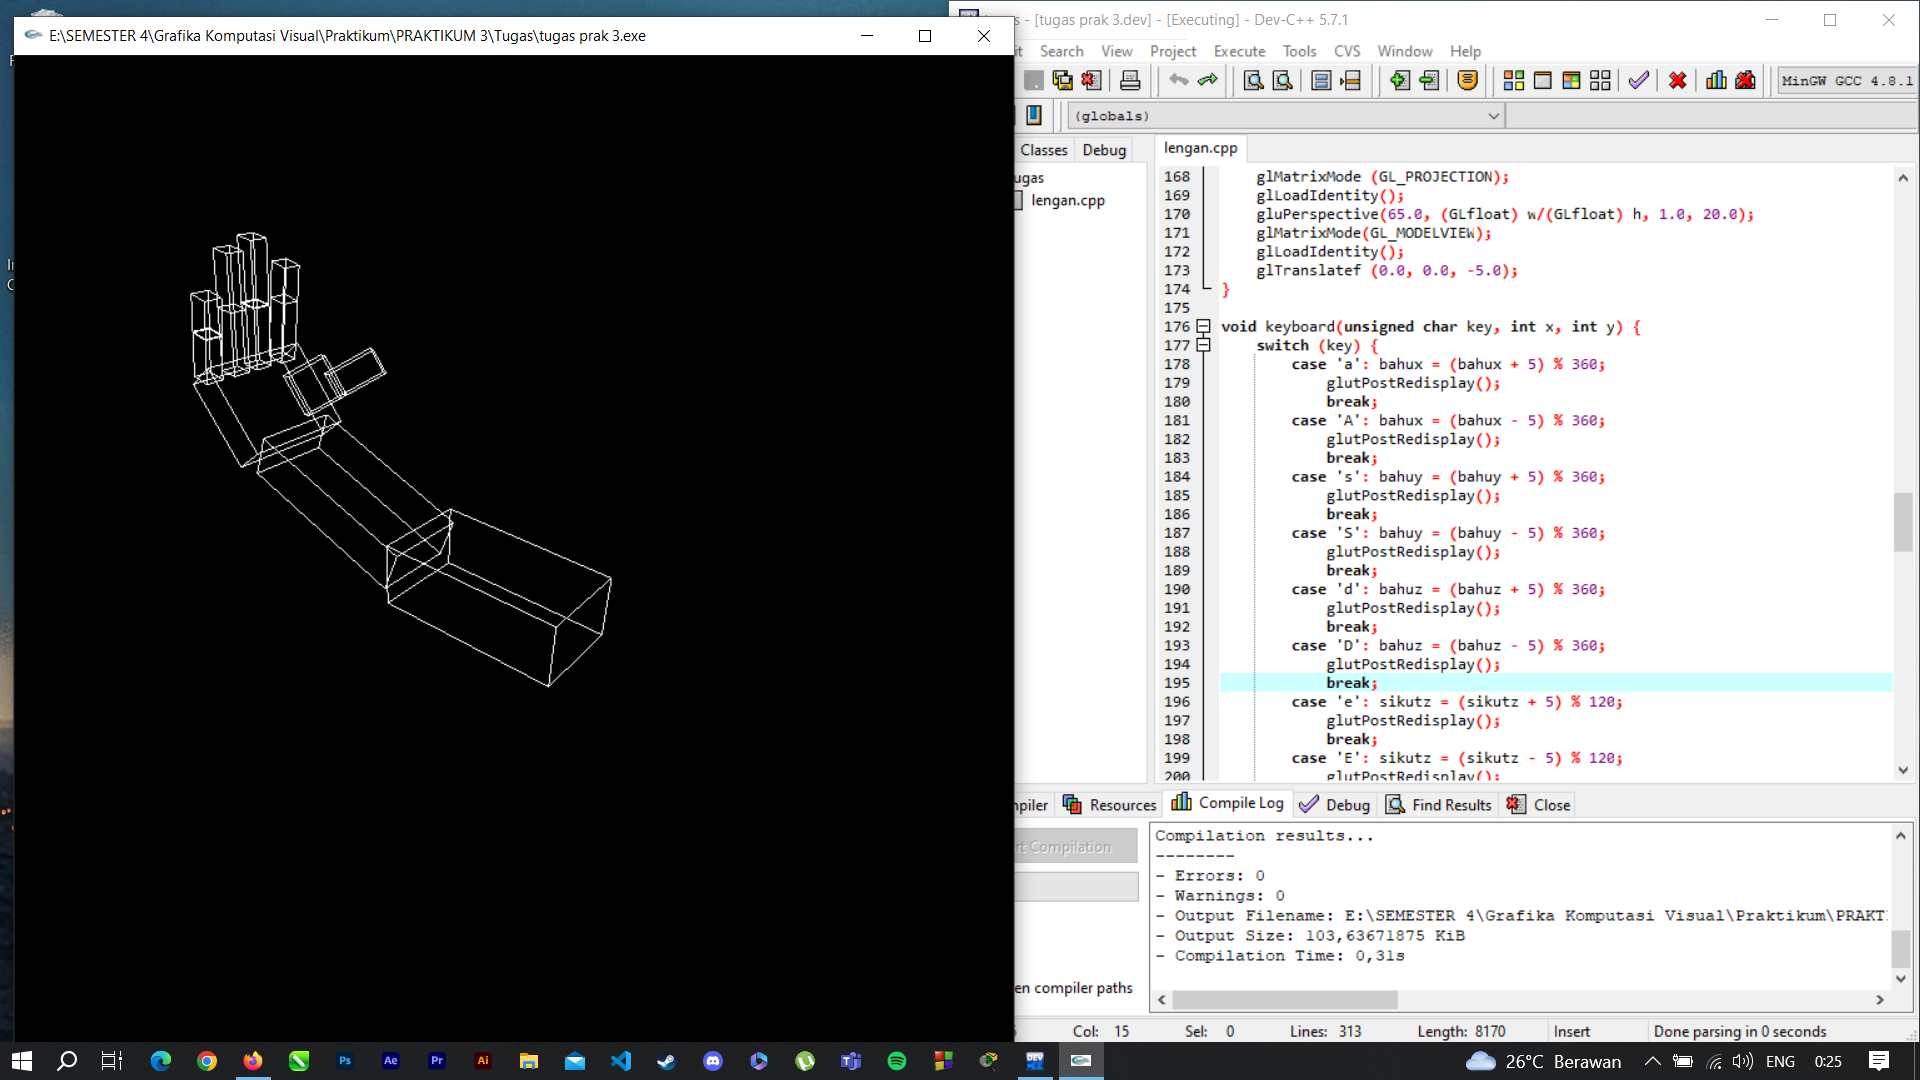 E:\SEMESTER 4\Grafika Komputasi Visual\Praktikum\PRAKTIKUM 3\Tugas\tugas prak 3.exe
- [tugas prak 3.dev] - [Executing] - Dev-C++ 5.7.1
Search View Project Execute Tools CVS Window Help
MinGW GCC 4.8.1
(globals)
Classes Debug
lengan.cpp
lengan.cpp
168 glMatrixMode (GL_PROJECTION);
169 glLoadIdentity();
170 gluPerspective(65.0, (GLfloat) w/(GLfloat) h, 1.0, 20.0);
171 glMatrixMode(GL_MODELVIEW);
172 glLoadIdentity();
173 glTranslatef (0.0, 0.0, -5.0);
174 }
175
176 void keyboard(unsigned char key, int x, int y) {
177 switch (key) {
178 case 'a': bahux = (bahux + 5) % 360;
179 glutPostRedisplay();
180 break;
181 case 'A': bahux = (bahux - 5) % 360;
182 glutPostRedisplay();
183 break;
184 case 's': bahuy = (bahuy + 5) % 360;
185 glutPostRedisplay();
186 break;
187 case 'S': bahuy = (bahuy - 5) % 360;
188 glutPostRedisplay();
189 break;
190 case 'd': bahuz = (bahuz + 5) % 360;
191 glutPostRedisplay();
192 break;
193 case 'D': bahuz = (bahuz - 5) % 360;
194 glutPostRedisplay();
195 break;
196 case 'e': sikutz = (sikutz + 5) % 120;
197 glutPostRedisplay();
198 break;
199 case 'E': sikutz = (sikutz - 5) % 120;
200 glutPostRedisplay();
Resources Compile Log Debug Find Results Close
Compilation
Compilation results...
--------
- Errors: 0
- Warnings: 0
- Output Filename: E:\SEMESTER 4\Grafika Komputasi Visual\Praktikum\PRAKT
- Output Size: 103,63671875 KiB
- Compilation Time: 0,31s
compiler paths
Col: 15 Sel: 0 Lines: 313 Length: 8170 Insert Done parsing in 0 seconds
Ps Ae Pr Ai DEV 26°C Berawan ENG 0:25